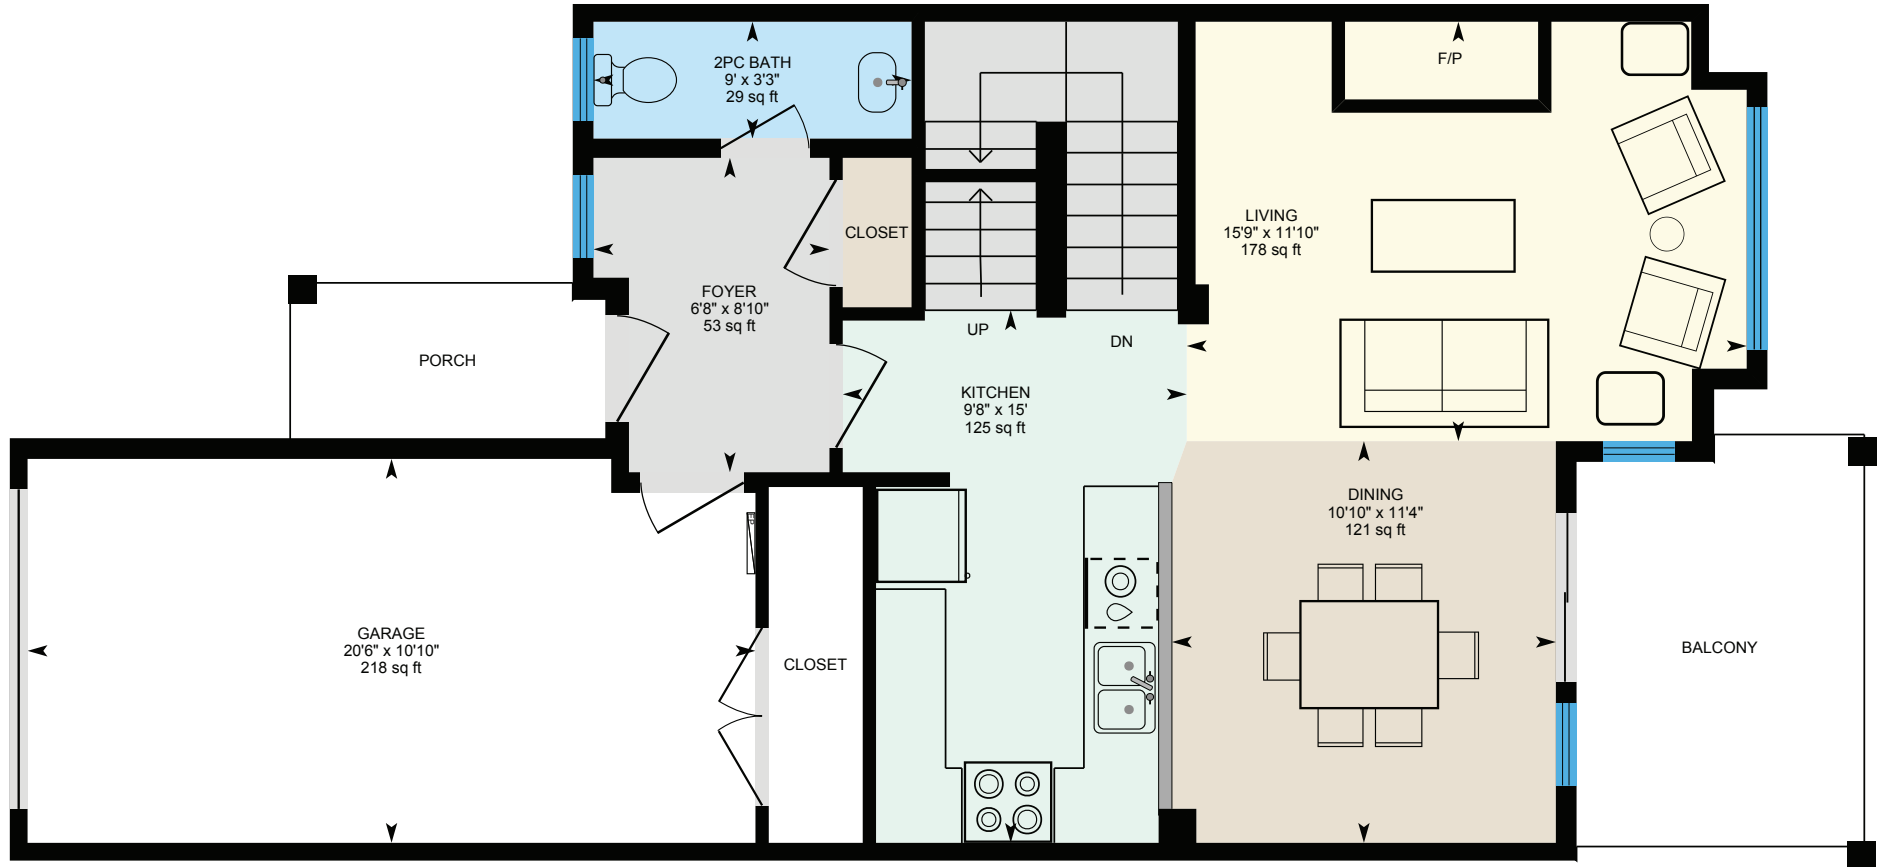 2PC BATH
9' x 3'3"
29 sq ft
F/P
CLOSET
LIVING
15'9" x 11'10"
178 sq ft
FOYER
6'8" x 8'10"
53 sq ft
UP
DN
PORCH
KITCHEN
9'8" x 15'
125 sq ft
DINING
10'10" x 11'4"
121 sq ft
GARAGE
20'6" x 10'10"
218 sq ft
CLOSET
BALCONY